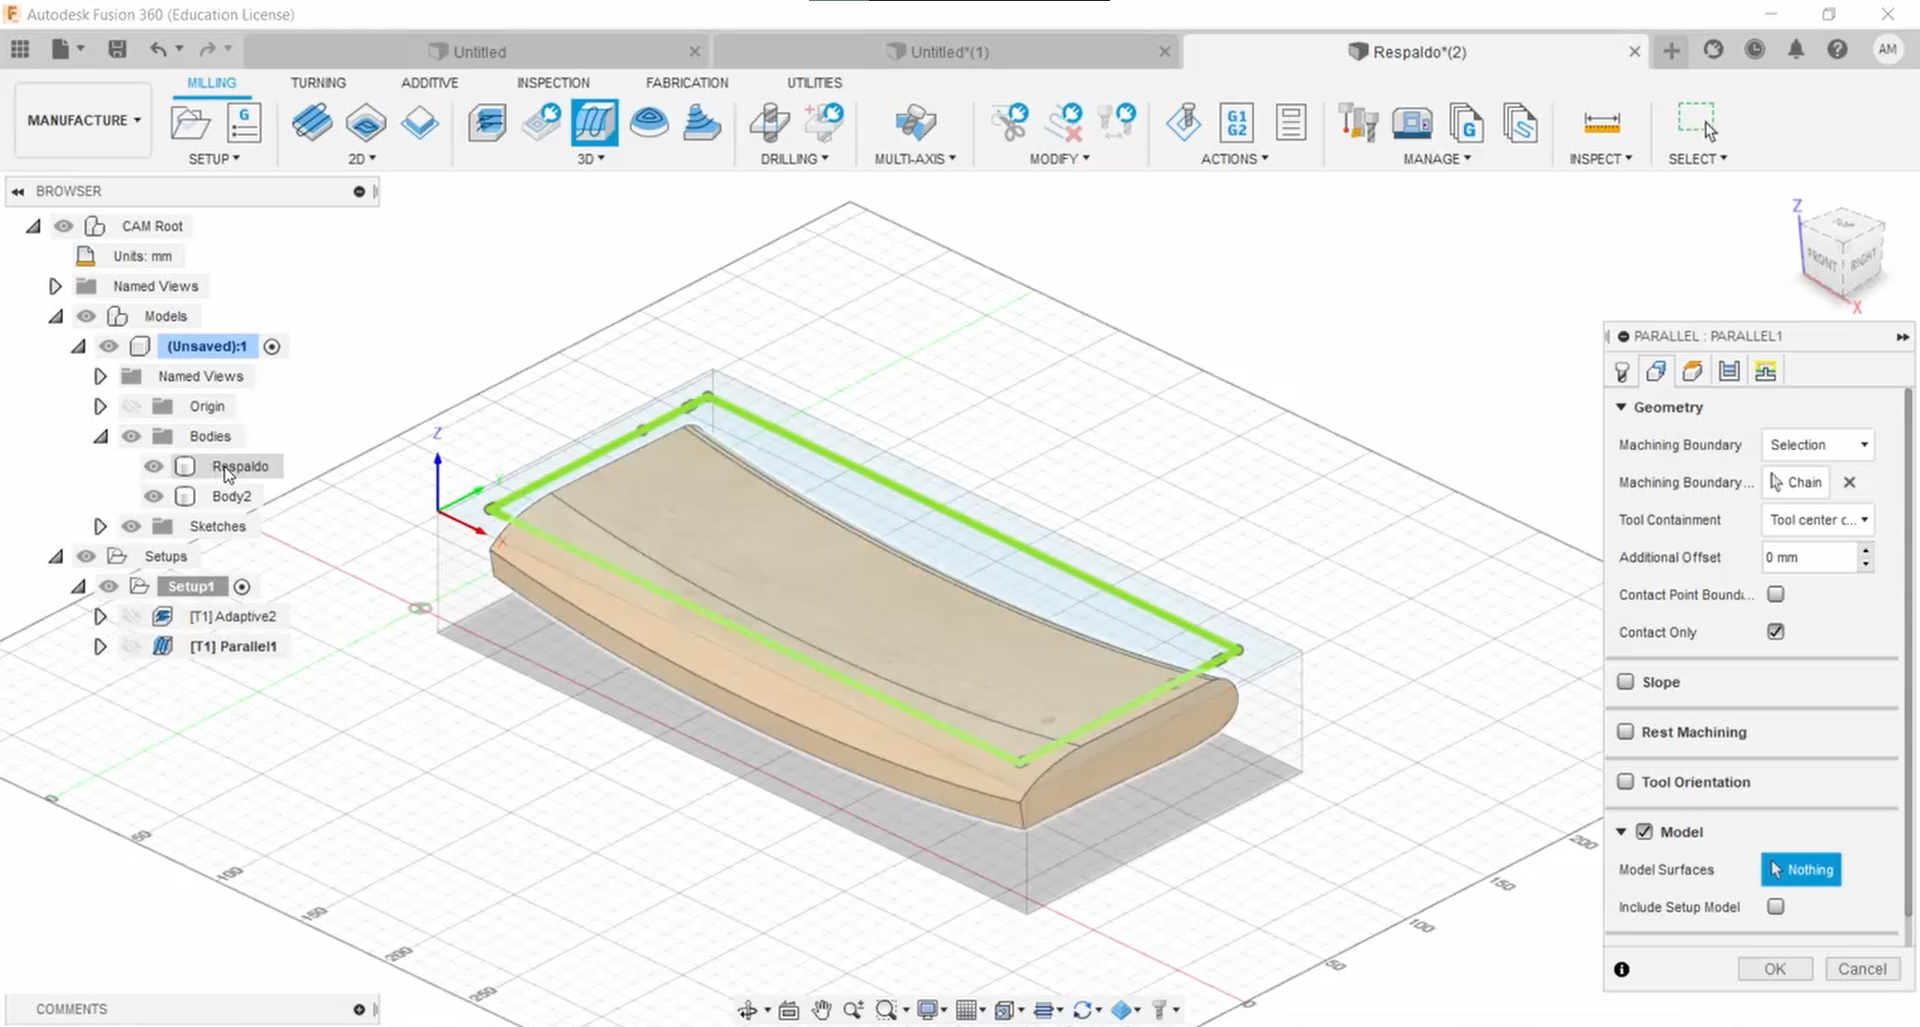 Autodesk Fusion 360 (Education License)
Untitled
Untitled*(1)
Respaldo*(2)
AM
MILLING
TURNING
ADDITIVE
INSPECTION
FABRICATION
UTILITIES
MANUFACTURE
G
G1
G2
G
SETUP
2D
3D
DRILLING
MULTI-AXIS
MODIFY
ACTIONS
MANAGE
INSPECT
SELECT
BROWSER
CAM Root
Units: mm
Named Views
Models
(Unsaved):1
Named Views
Origin
Bodies
Respaldo
Body2
Sketches
Setups
Setup1
[T1] Adaptive2
[T1] Parallel1
Z
X
Z
FRONT
RIGHT
X
0
50
100
150
200
250
0
50
100
150
200
PARALLEL : PARALLEL1
Geometry
Machining Boundary
Selection
Machining Boundary...
Chain
Tool Containment
Tool center c...
Additional Offset
0 mm
Contact Point Bound...
Contact Only
Slope
Rest Machining
Tool Orientation
Model
Model Surfaces
Nothing
Include Setup Model
OK
Cancel
COMMENTS